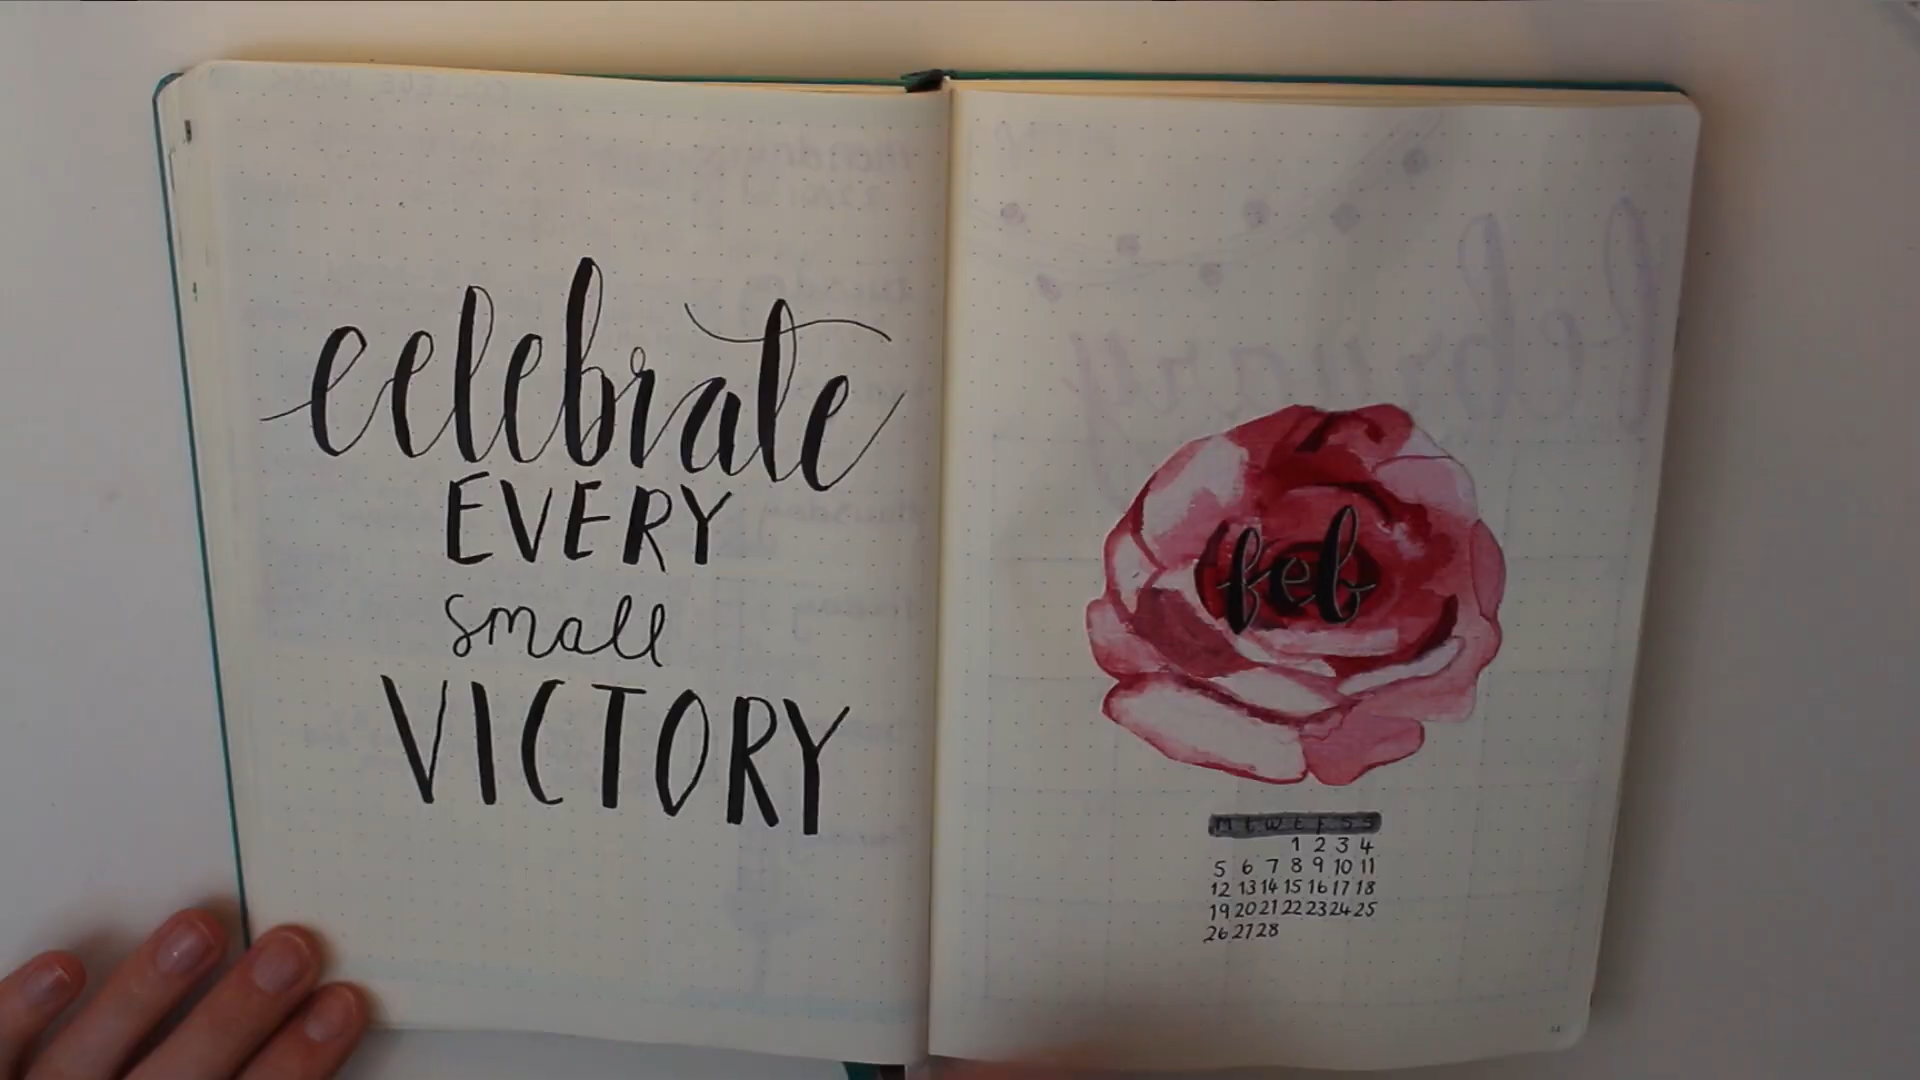 celebrate
EVERY
small
VICTORY
feb
M t W t F S S
1 2 3 4
5 6 7 8 9 10 11
12 13 14 15 16 17 18
19 20 21 22 23 24 25
26 27 28